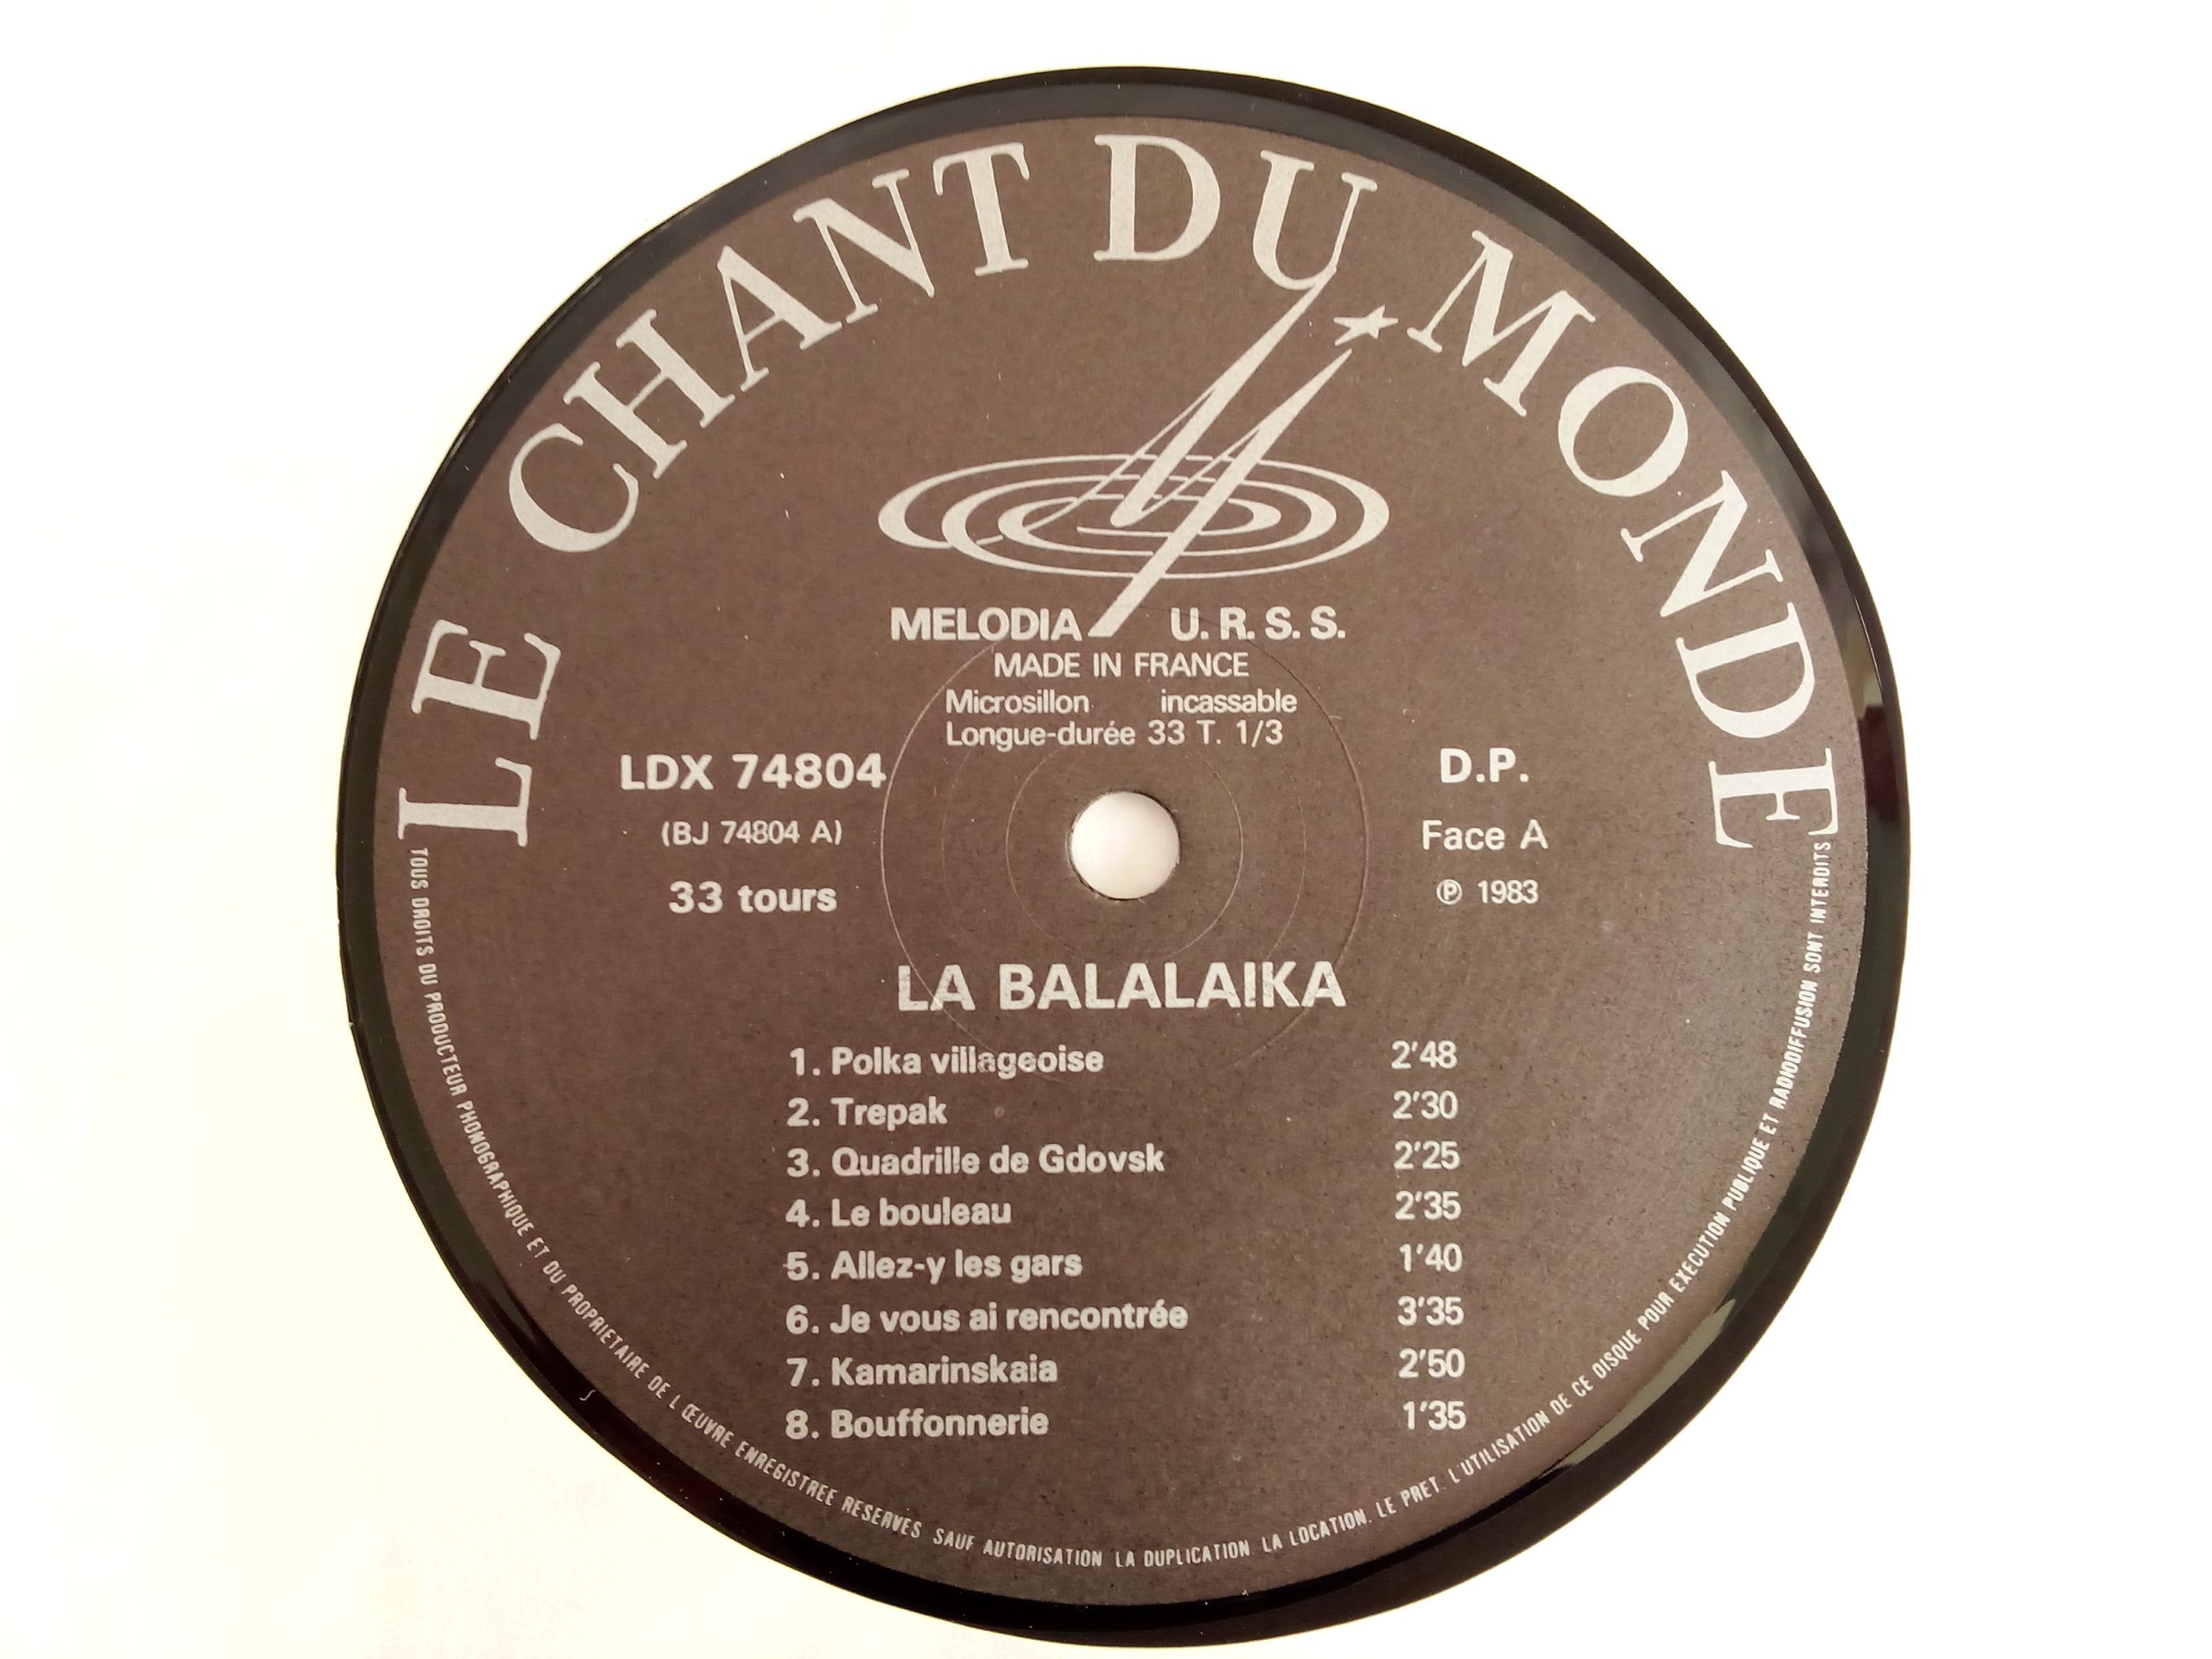 LE CHANT DU MONDE
MELODIA U.R.S.S.
MADE IN FRANCE
Microsillon incassable
Longue-durée 33 T. 1/3
LDX 74804
(BJ 74804 A)
33 tours
D.P.
Face A
℗ 1983
LA BALALAIKA
1. Polka villageoise 2'48
2. Trepak 2'30
3. Quadrille de Gdovsk 2'25
4. Le bouleau 2'35
5. Allez-y les gars 1'40
6. Je vous ai rencontrée 3'35
7. Kamarinskaia 2'50
8. Bouffonnerie 1'35
TOUS DROITS DU PRODUCTEUR PHONOGRAPHIQUE ET DU PROPRIETAIRE DE L ŒUVRE ENREGISTREE RESERVES SAUF AUTORISATION LA DUPLICATION LA LOCATION. LE PRET. L'UTILISATION DE CE DISQUE POUR EXECUTION PUBLIQUE ET RADIODIFFUSION SONT INTERDITS